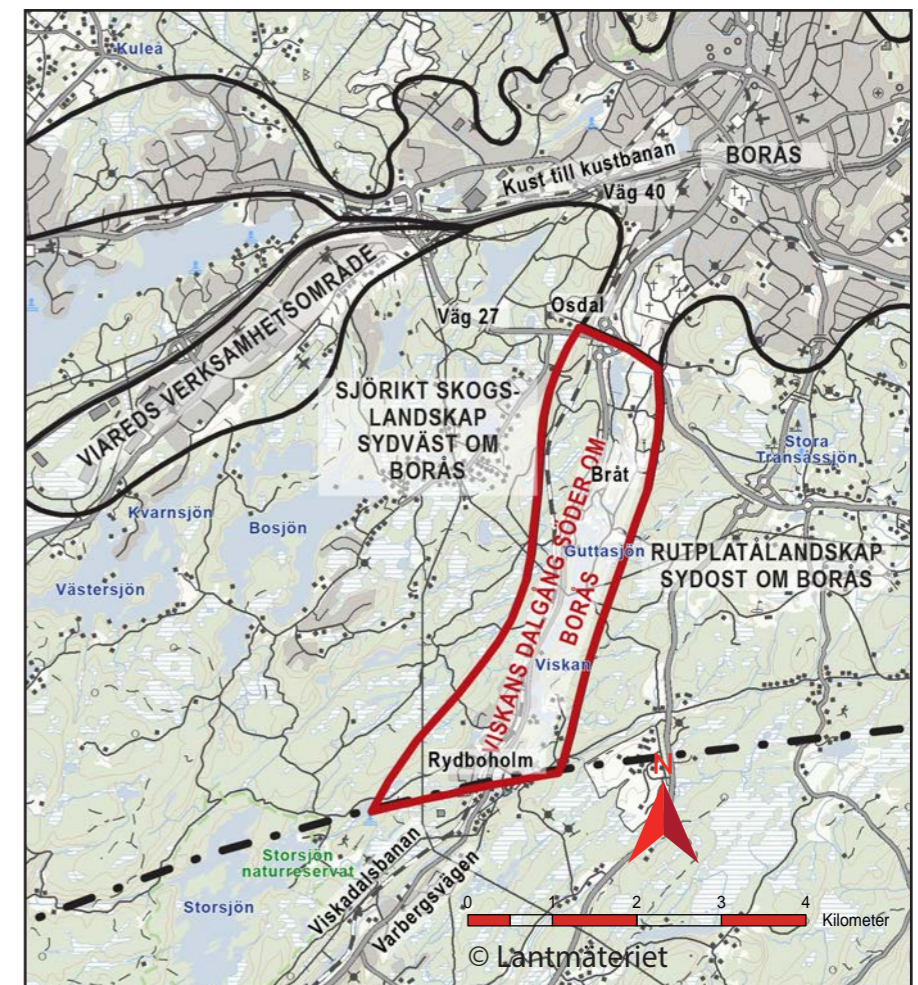 Kuleå
BORÅS
Kust till kustbanan
Väg 40
VIAREDS VERKSAMHETSOMRÅDE
Osdal
Väg 27
SJÖRIKT SKOGS-
LANDSKAP
SYDVÄST OM
BORÅS
Stora
Transåssjön
Bråt
Kvarnsjön
Bosjön
Guttasjön
RUTPLATÅLANDSKAP
SYDOST OM BORÅS
Västersjön
VISKANS DALGÅNG SÖDER OM
BORÅS
Viskan
Rydboholm
N
Storsjön
naturreservat
Viskadalsbanan
Varbergsvägen
Storsjön
0 1 2 3 4
Kilometer
© Lantmäteriet